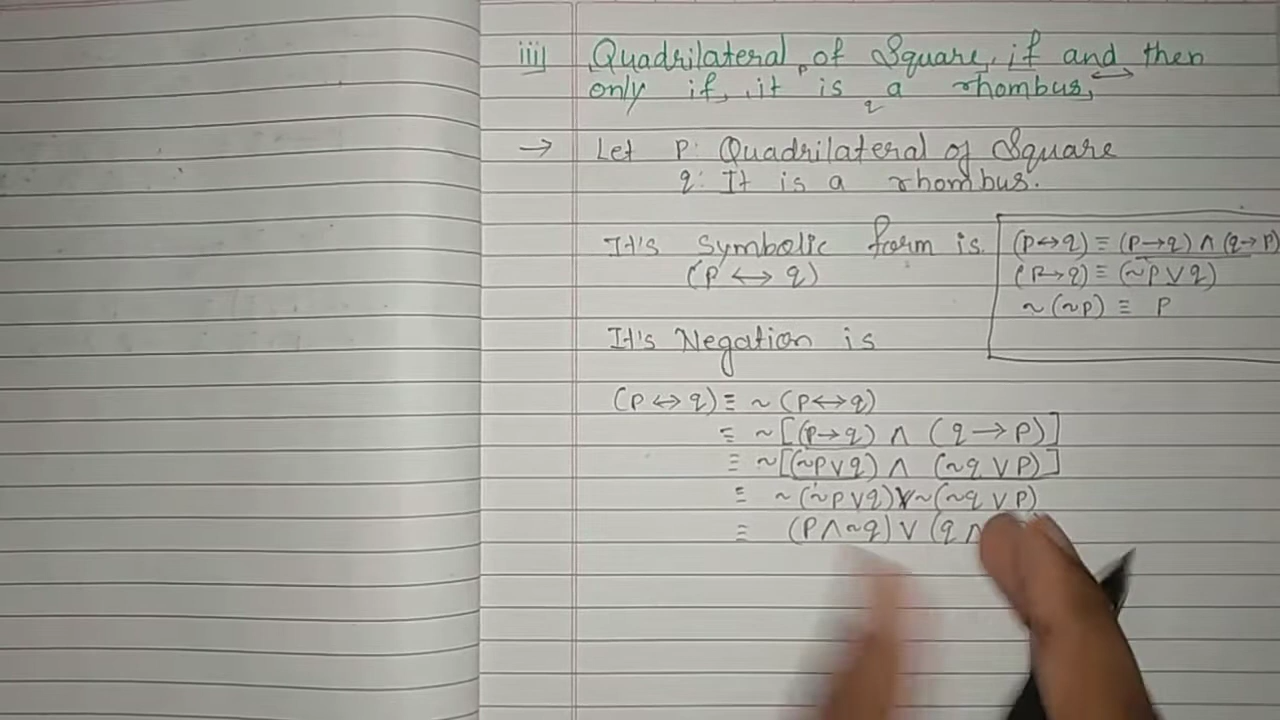 iii] Quadrilateral of Square, if and then
p
only if, it is a rhombus, ↔
q
→ Let p: Quadrilateral of Square
q: It is a rhombus.
It's Symbolic form is
(p ↔ q)
(p↔q) ≡ (p→q) ∧ (q→p)
(p→q) ≡ (~p∨q)
~(~p) ≡ p
It's Negation is
(p ↔ q) ≡ ~(p↔q)
≡ ~[(p→q) ∧ (q → p)]
≡ ~[(~p∨q) ∧ (~q ∨p)]
≡ ~(~p∨q)∨~(~q ∨p)
≡ (p∧~q)∨(q∧